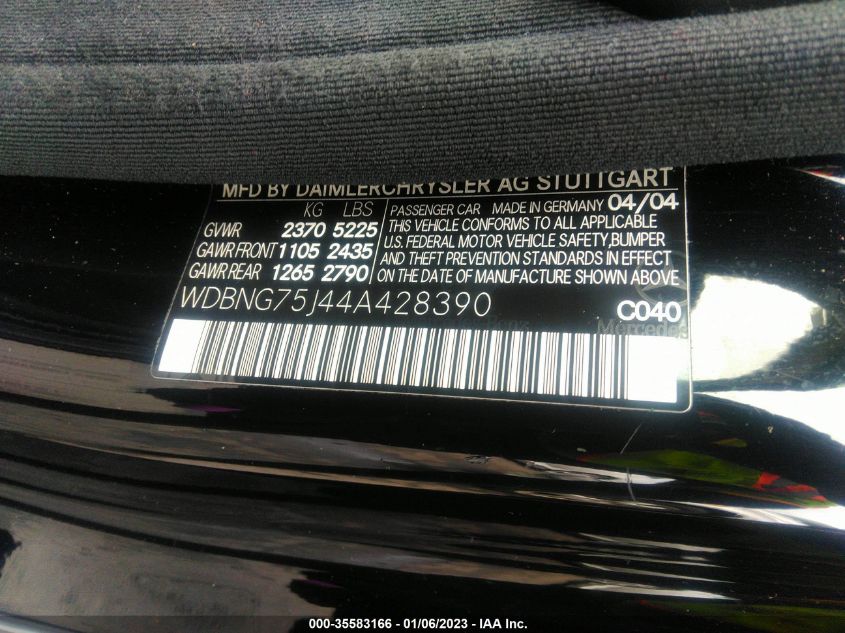 MFD BY DAIMLERCHRYSLER AG STUTTGART
KG LBS
GVWR 2370 5225
GAWR FRONT 1105 2435
GAWR REAR 1265 2790
PASSENGER CAR MADE IN GERMANY 04/04
THIS VEHICLE CONFORMS TO ALL APPLICABLE
U.S. FEDERAL MOTOR VEHICLE SAFETY,BUMPER
AND THEFT PREVENTION STANDARDS IN EFFECT
ON THE DATE OF MANUFACTURE SHOWN ABOVE
WDBNG75J44A428390
C040
Mercedes
000-35583166 - 01/06/2023 - IAA Inc.